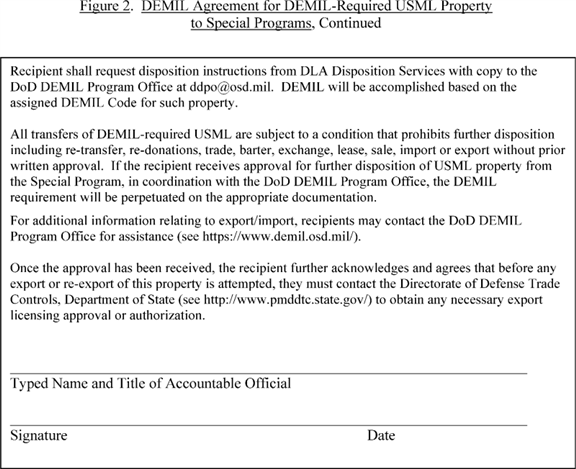 Figure 2.  DEMIL Agreement for DEMIL-Required USML Property
to Special Programs, Continued
Recipient shall request disposition instructions from DLA Disposition Services with copy to the
DoD DEMIL Program Office at ddpo@osd.mil.  DEMIL will be accomplished based on the
assigned DEMIL Code for such property.
All transfers of DEMIL-required USML are subject to a condition that prohibits further disposition
including re-transfer, re-donations, trade, barter, exchange, lease, sale, import or export without prior
written approval.  If the recipient receives approval for further disposition of USML property from
the Special Program, in coordination with the DoD DEMIL Program Office, the DEMIL
requirement will be perpetuated on the appropriate documentation.
For additional information relating to export/import, recipients may contact the DoD DEMIL
Program Office for assistance (see https://www.demil.osd.mil/).
Once the approval has been received, the recipient further acknowledges and agrees that before any
export or re-export of this property is attempted, they must contact the Directorate of Defense Trade
Controls, Department of State (see http://www.pmddtc.state.gov/) to obtain any necessary export
licensing approval or authorization.
Typed Name and Title of Accountable Official
Signature Date